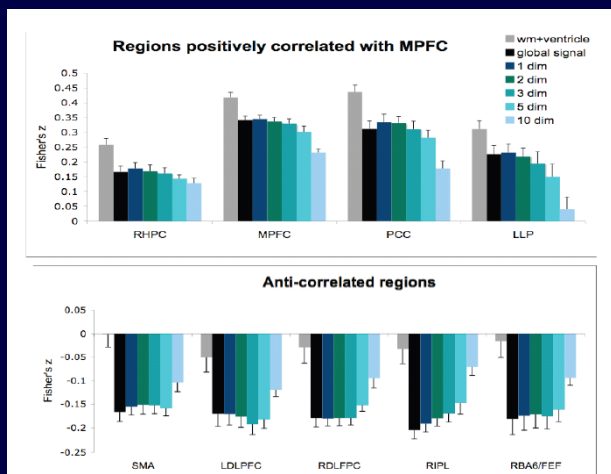 Regions positively correlated with MPFC
wm+ventricle
global signal
1 dim
2 dim
3 dim
5 dim
10 dim
Fisher's z
0.5
0.45
0.4
0.35
0.3
0.25
0.2
0.15
0.1
0.05
0
RHPC MPFC PCC LLP
Anti-correlated regions
Fisher's z
0.05
0
-0.05
-0.1
-0.15
-0.2
-0.25
SMA LDLPFC RDLFPC RIPL RBA6/FEF